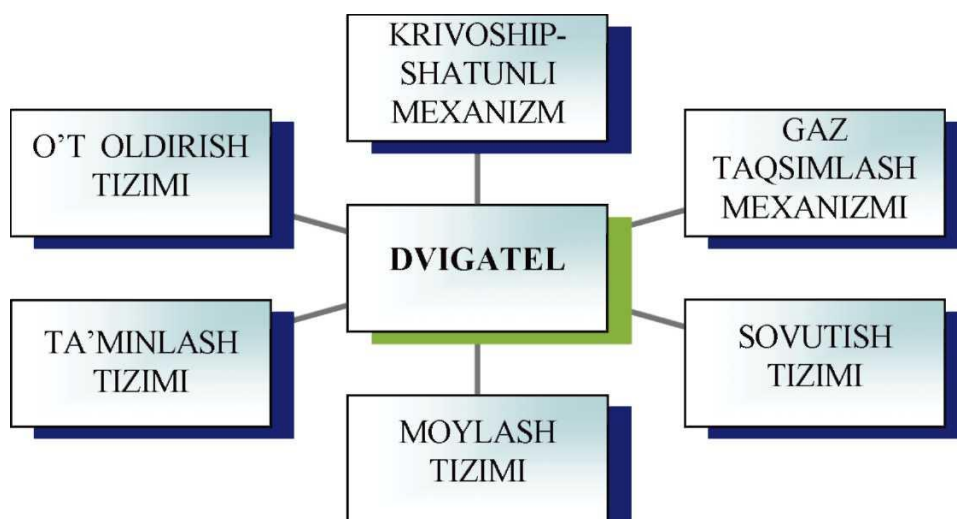 KRIVOSHIP-
SHATUNLI
MEXANIZM
O’T OLDIRISH
TIZIMI
GAZ
TAQSIMLASH
MEXANIZMI
DVIGATEL
TA’MINLASH
TIZIMI
SOVUTISH
TIZIMI
MOYLASH
TIZIMI